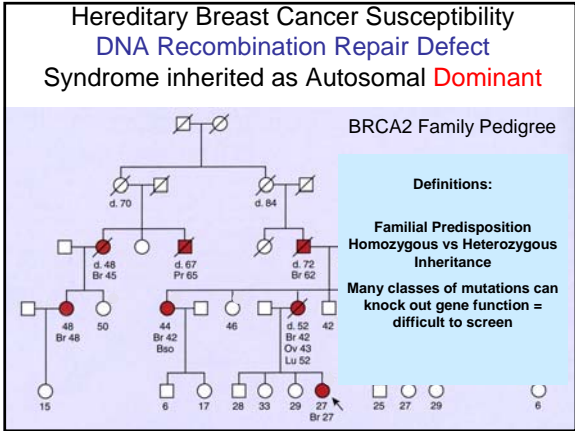 Hereditary Breast Cancer Susceptibility
DNA Recombination Repair Defect
Syndrome inherited as Autosomal Dominant
BRCA2 Family Pedigree
Definitions:
Familial Predisposition
Homozygous vs Heterozygous
Inheritance
Many classes of mutations can
knock out gene function =
difficult to screen
d. 70
d. 84
d. 48
Br 45
d. 67
Pr 65
d. 72
Br 62
48
Br 48
50
44
Br 42
Bso
46
d. 52
Br 42
Ov 43
Lu 52
42
15
6
17
28
33
29
27
Br 27
25
27
29
6